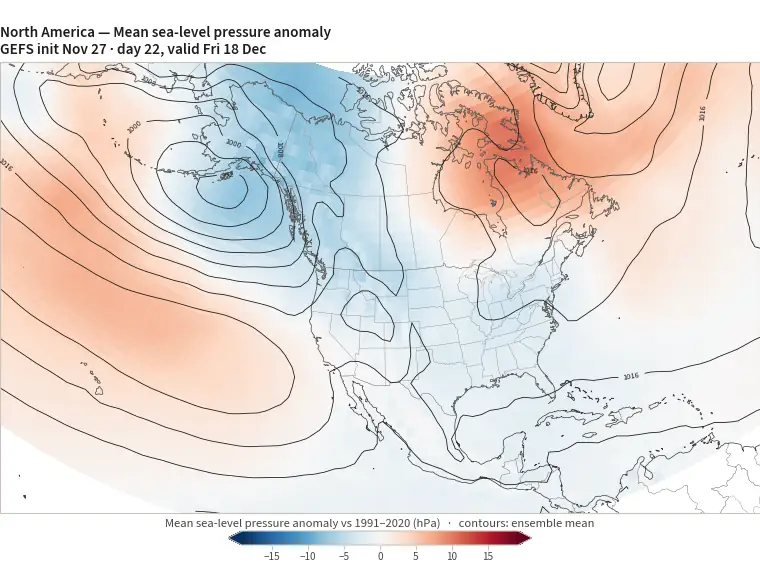 North America — Mean sea-level pressure anomaly
GEFS init Nov 27 · day 22, valid Fri 18 Dec
1016
1000
1000
1016
1016
1016
Mean sea-level pressure anomaly vs 1991–2020 (hPa) · contours: ensemble mean
−15 −10 −5 0 5 10 15